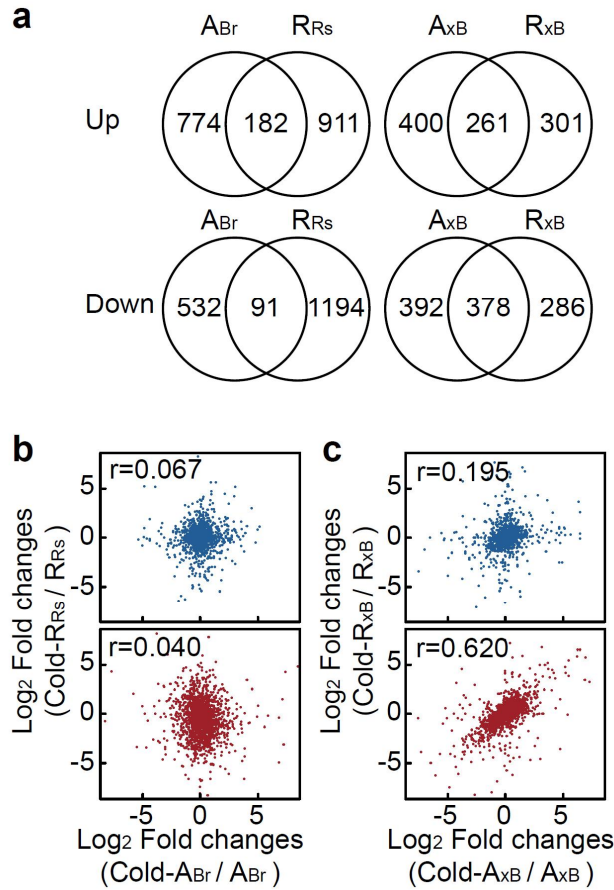 a
ABr RRs AxB RxB
Up 774 182 911 400 261 301
ABr RRs AxB RxB
Down 532 91 1194 392 378 286
b
r=0.067
5
0
-5
r=0.040
5
0
-5
-5 0 5
Log2 Fold changes
(Cold-RRs / RRs)
Log2 Fold changes
(Cold-ABr / ABr)
c
r=0.195
5
0
-5
r=0.620
5
0
-5
-5 0 5
Log2 Fold changes
(Cold-RxB / RxB)
Log2 Fold changes
(Cold-AxB / AxB)